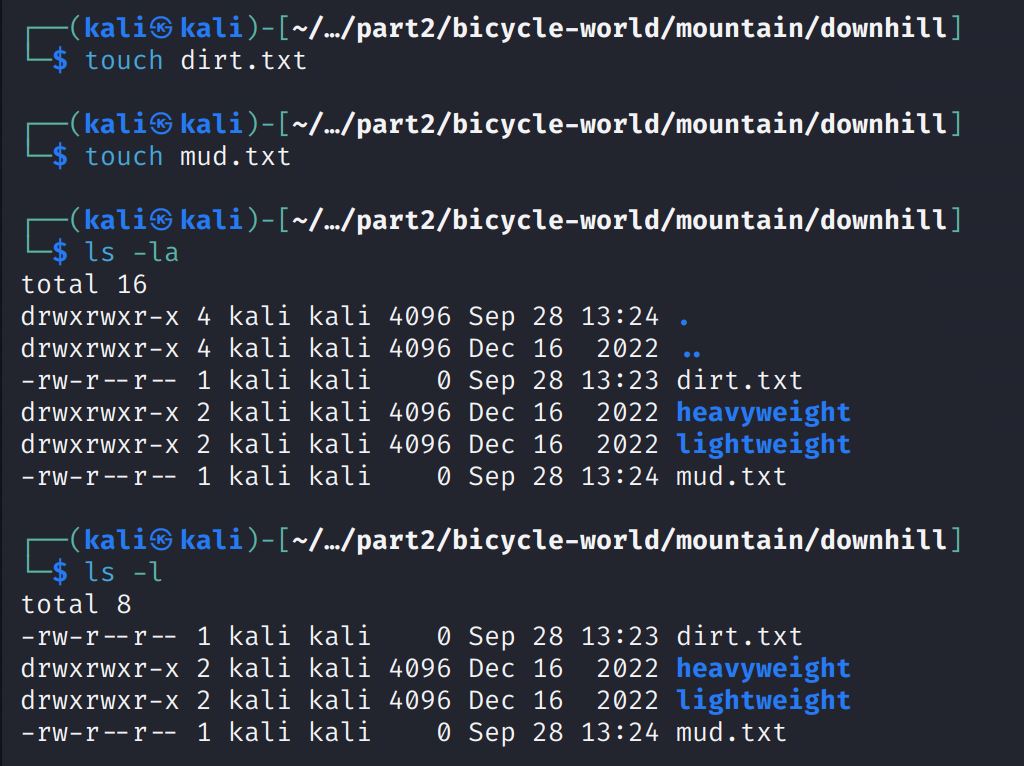 ┌──(kali㉿kali)-[~/…/part2/bicycle-world/mountain/downhill]
└─$ touch dirt.txt
┌──(kali㉿kali)-[~/…/part2/bicycle-world/mountain/downhill]
└─$ touch mud.txt
┌──(kali㉿kali)-[~/…/part2/bicycle-world/mountain/downhill]
└─$ ls -la
total 16
drwxrwxr-x 4 kali kali 4096 Sep 28 13:24 .
drwxrwxr-x 4 kali kali 4096 Dec 16  2022 ..
-rw-r--r-- 1 kali kali    0 Sep 28 13:23 dirt.txt
drwxrwxr-x 2 kali kali 4096 Dec 16  2022 heavyweight
drwxrwxr-x 2 kali kali 4096 Dec 16  2022 lightweight
-rw-r--r-- 1 kali kali    0 Sep 28 13:24 mud.txt
┌──(kali㉿kali)-[~/…/part2/bicycle-world/mountain/downhill]
└─$ ls -l
total 8
-rw-r--r-- 1 kali kali    0 Sep 28 13:23 dirt.txt
drwxrwxr-x 2 kali kali 4096 Dec 16  2022 heavyweight
drwxrwxr-x 2 kali kali 4096 Dec 16  2022 lightweight
-rw-r--r-- 1 kali kali    0 Sep 28 13:24 mud.txt